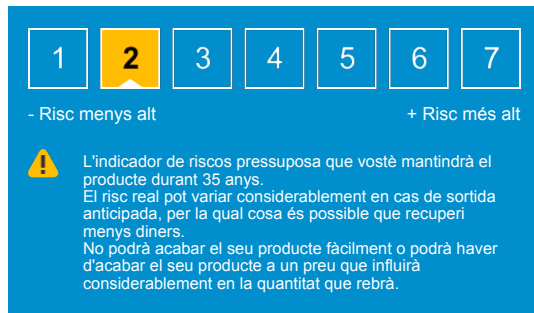 1 2 3 4 5 6 7
- Risc menys alt + Risc més alt
!
L'indicador de riscos pressuposa que vostè mantindrà el
producte durant 35 anys.
El risc real pot variar considerablement en cas de sortida
anticipada, per la qual cosa és possible que recuperi
menys diners.
No podrà acabar el seu producte fàcilment o podrà haver
d'acabar el seu producte a un preu que influirà
considerablement en la quantitat que rebrà.